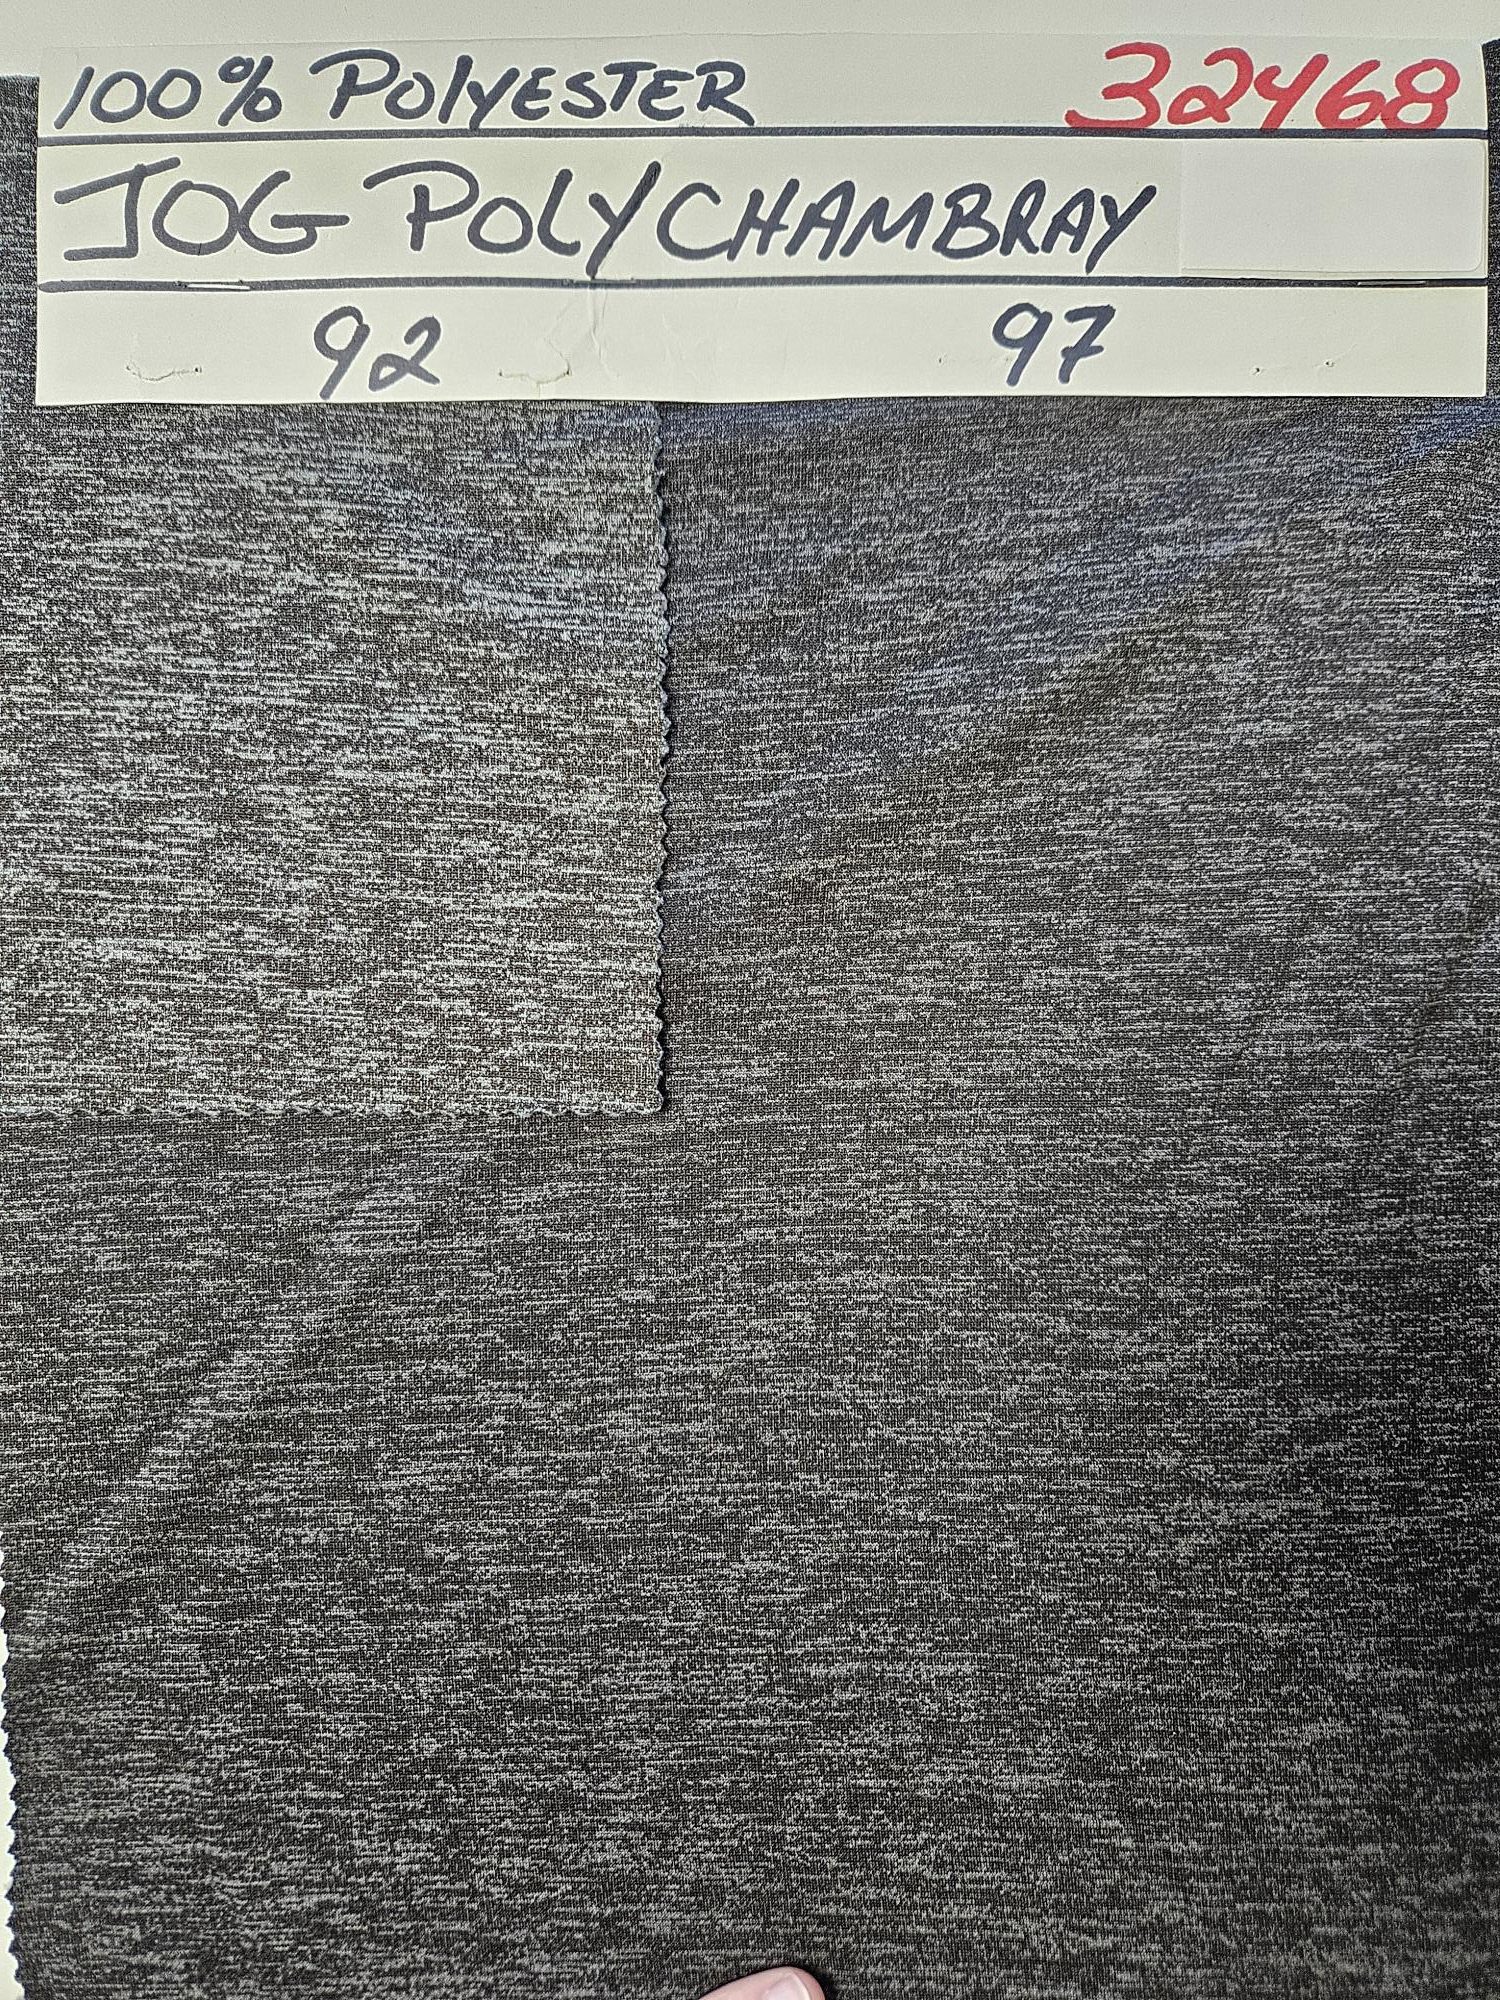 100% POLYESTER 32468
JOG POLY CHAMBRAY
92 97